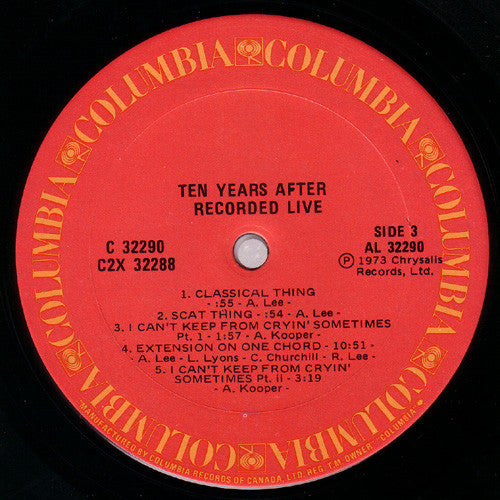 COLUMBIA COLUMBIA COLUMBIA COLUMBIA COLUMBIA COLUMBIA
TEN YEARS AFTER
RECORDED LIVE
C 32290
C2X 32288
SIDE 3
AL 32290
Ⓟ 1973 Chrysalis
Records, Ltd.
1. CLASSICAL THING
- :55 - A. Lee -
2. SCAT THING - :54 - A. Lee -
3. I CAN'T KEEP FROM CRYIN' SOMETIMES
Pt. 1 - 1:57 - A. Kooper -
4. EXTENSION ON ONE CHORD - 10:51 -
- A. Lee - L. Lyons - C. Churchill - R. Lee -
5. I CAN'T KEEP FROM CRYIN'
SOMETIMES Pt. ii - 3:19
- A. Kooper -
MANUFACTURED BY COLUMBIA RECORDS OF CANADA, LTD. REG. T.M. OWNER "COLUMBIA"